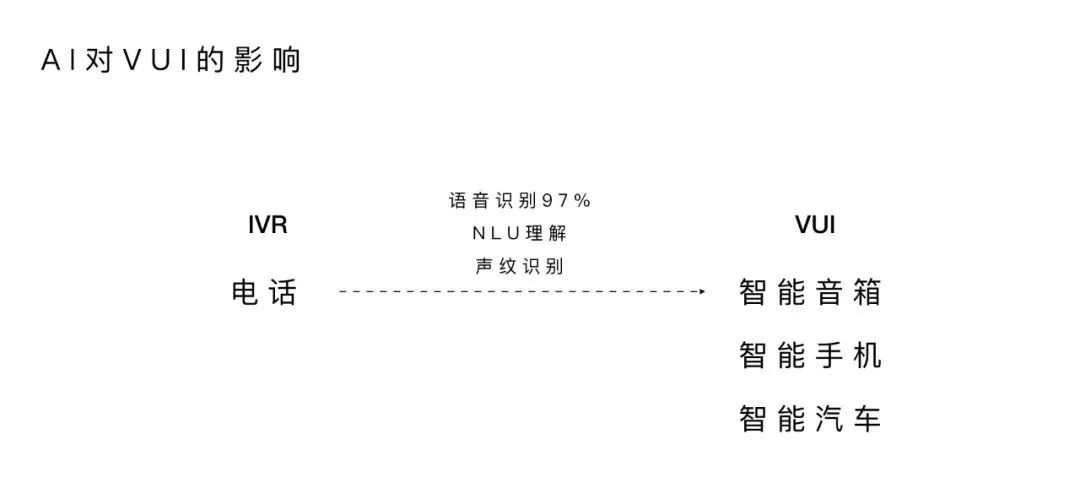 AI对VUI的影响
语音识别97%
IVR
NLU理解
VUI
声纹识别
电话
智能音箱
智能手机
智能汽车